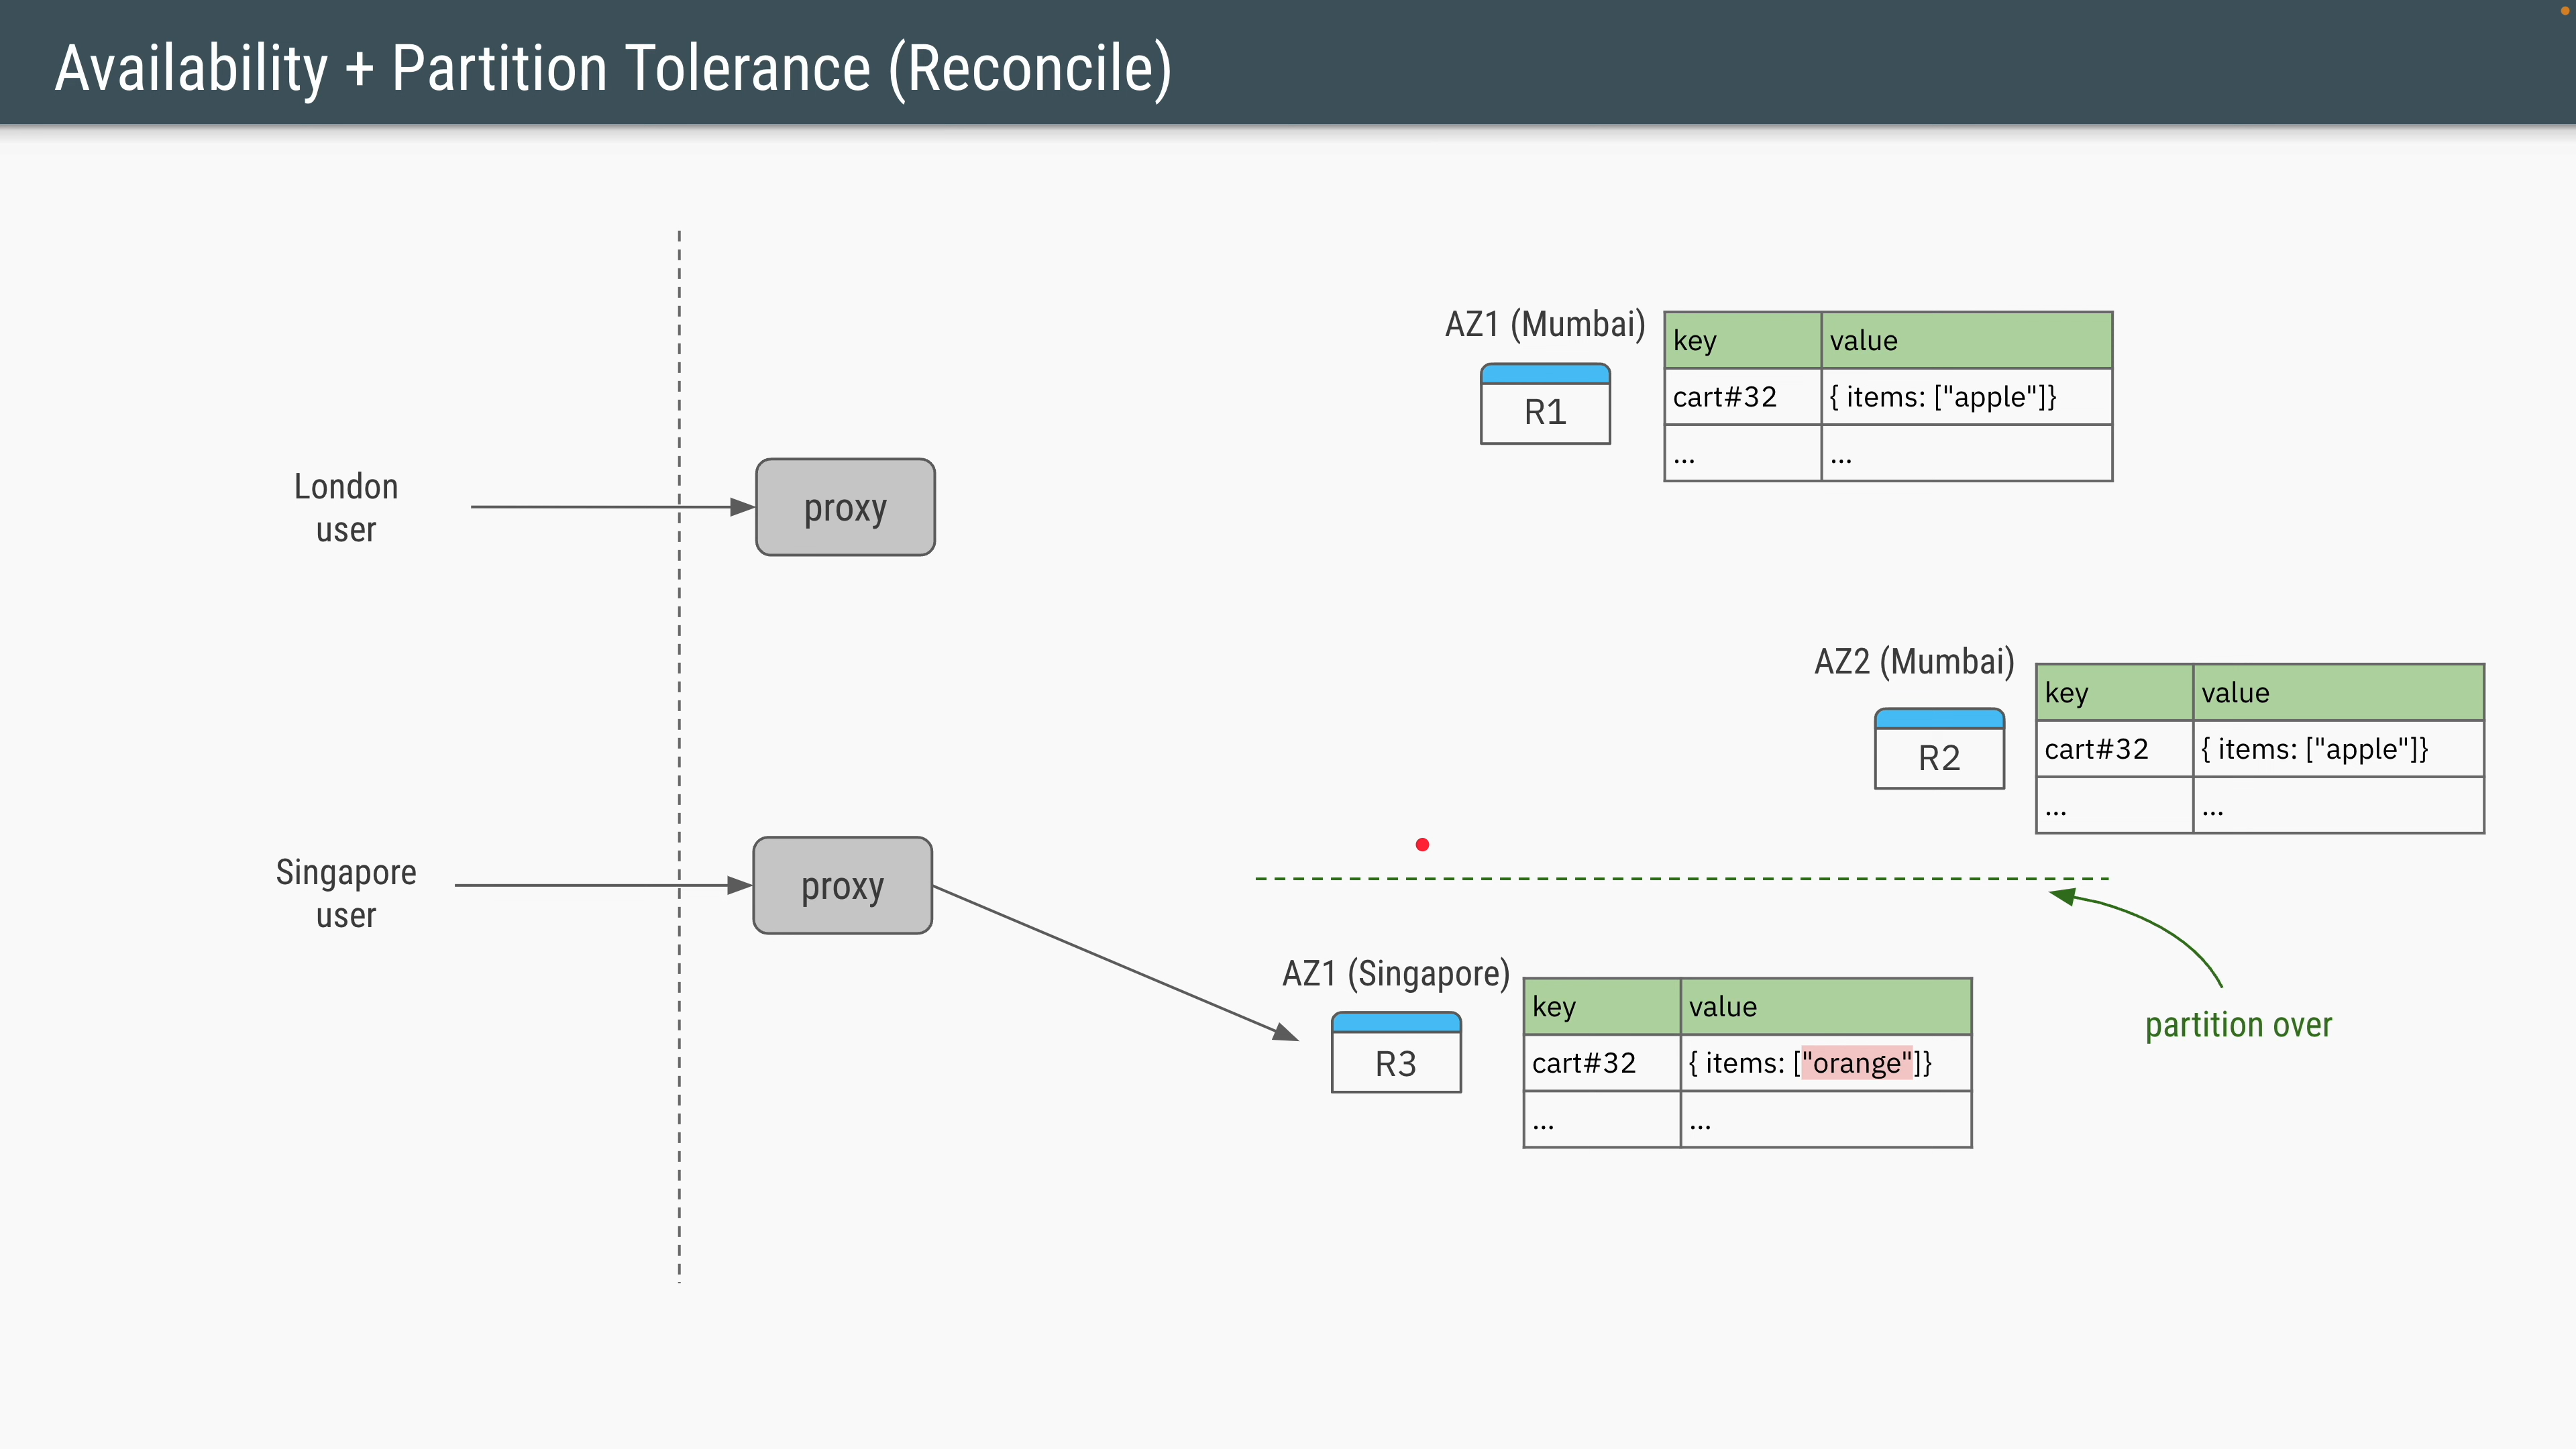 Availability + Partition Tolerance (Reconcile)
AZ1 (Mumbai)
key value
cart#32 { items: ["apple"]}
... ...
R1
London
user
proxy
AZ2 (Mumbai)
key value
cart#32 { items: ["apple"]}
... ...
R2
Singapore
user
proxy
AZ1 (Singapore)
key value
cart#32 { items: ["orange"]}
... ...
R3
partition over